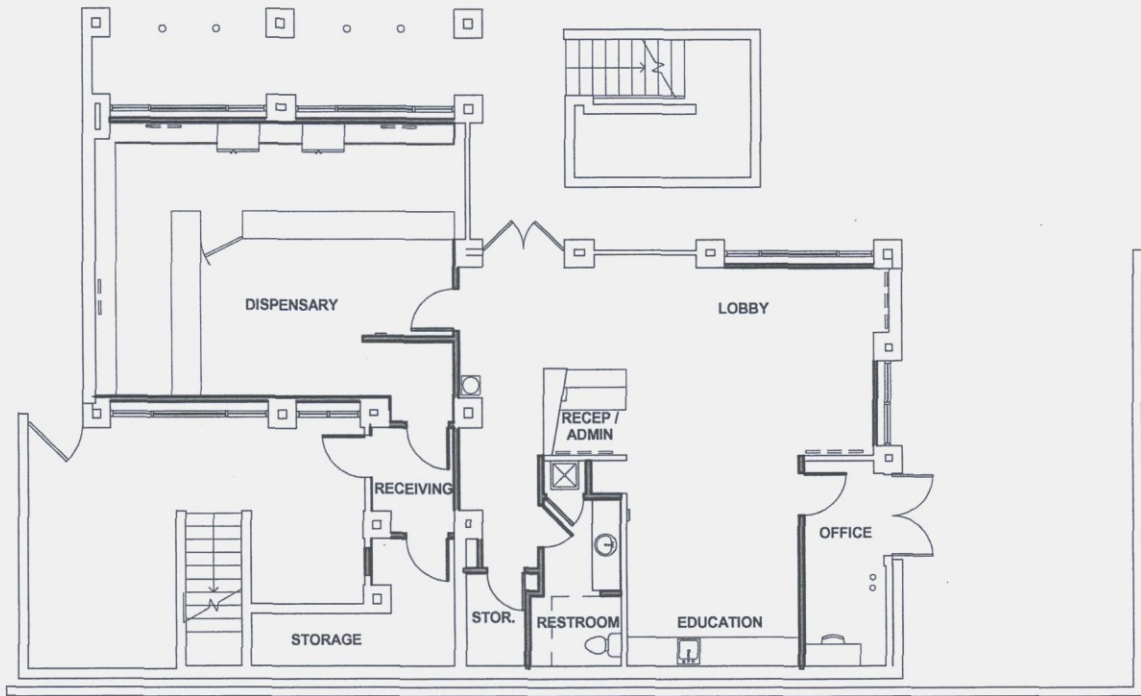 DISPENSARY
LOBBY
RECEP /
ADMIN
RECEIVING
OFFICE
STOR.
RESTROOM
EDUCATION
STORAGE